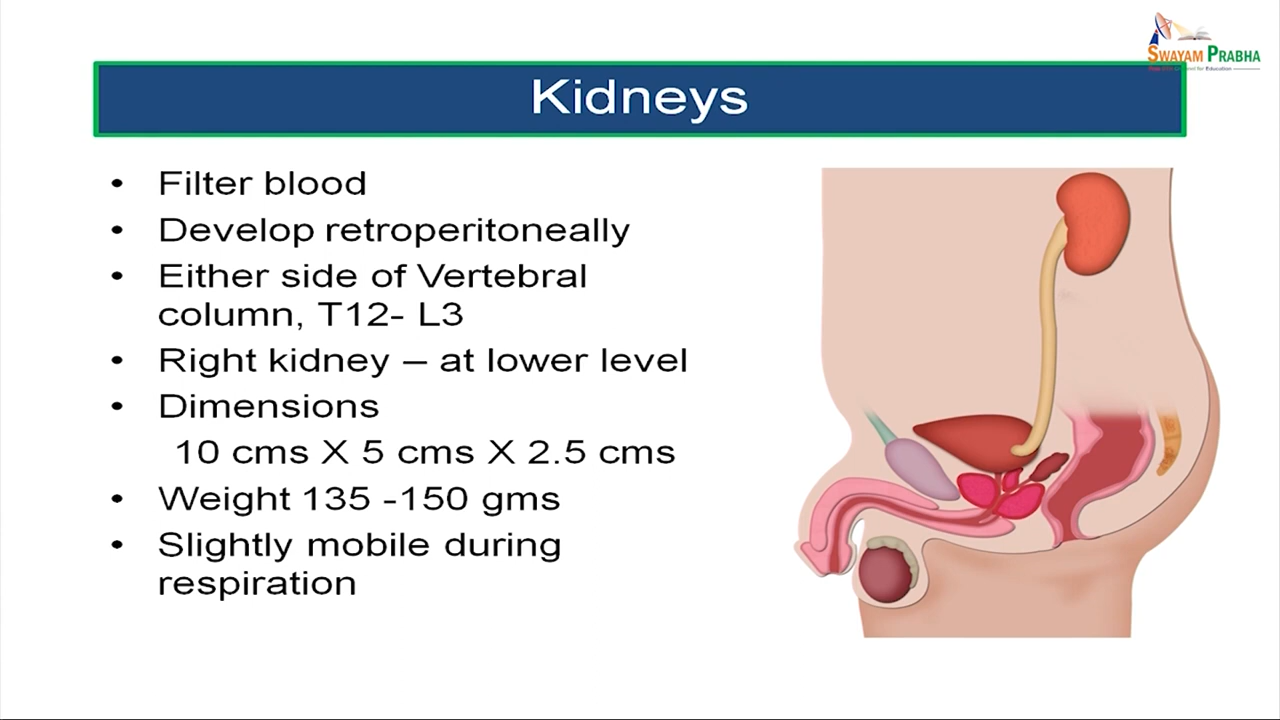 SWAYAM PRABHA
Kidneys
• Filter blood
• Develop retroperitoneally
• Either side of Vertebral
column, T12- L3
• Right kidney – at lower level
• Dimensions
10 cms X 5 cms X 2.5 cms
• Weight 135 -150 gms
• Slightly mobile during
respiration